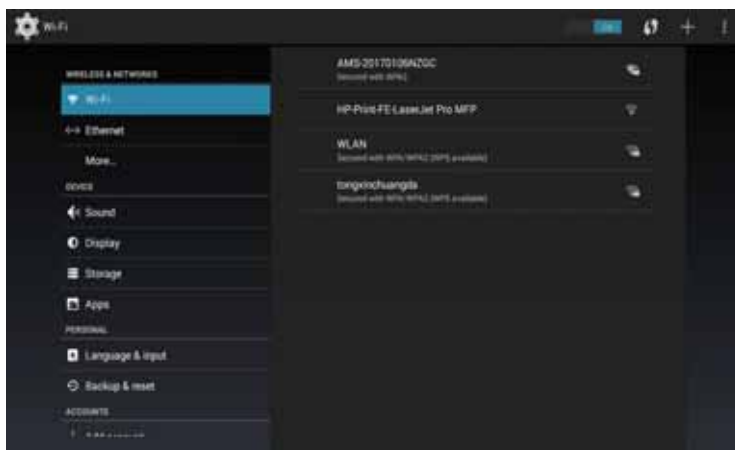 Wi-Fi
WIRELESS & NETWORKS
Wi-Fi
Ethernet
More...
DEVICE
Sound
Display
Storage
Apps
PERSONAL
Language & input
Backup & reset
ACCOUNTS
AMS-20170106NZGC
Secured with WPA2
HP-Print-FE-LaserJet Pro MFP
WLAN
Secured with WPA/WPA2 (WPS available)
tongxinchuangda
Secured with WPA/WPA2 (WPS available)